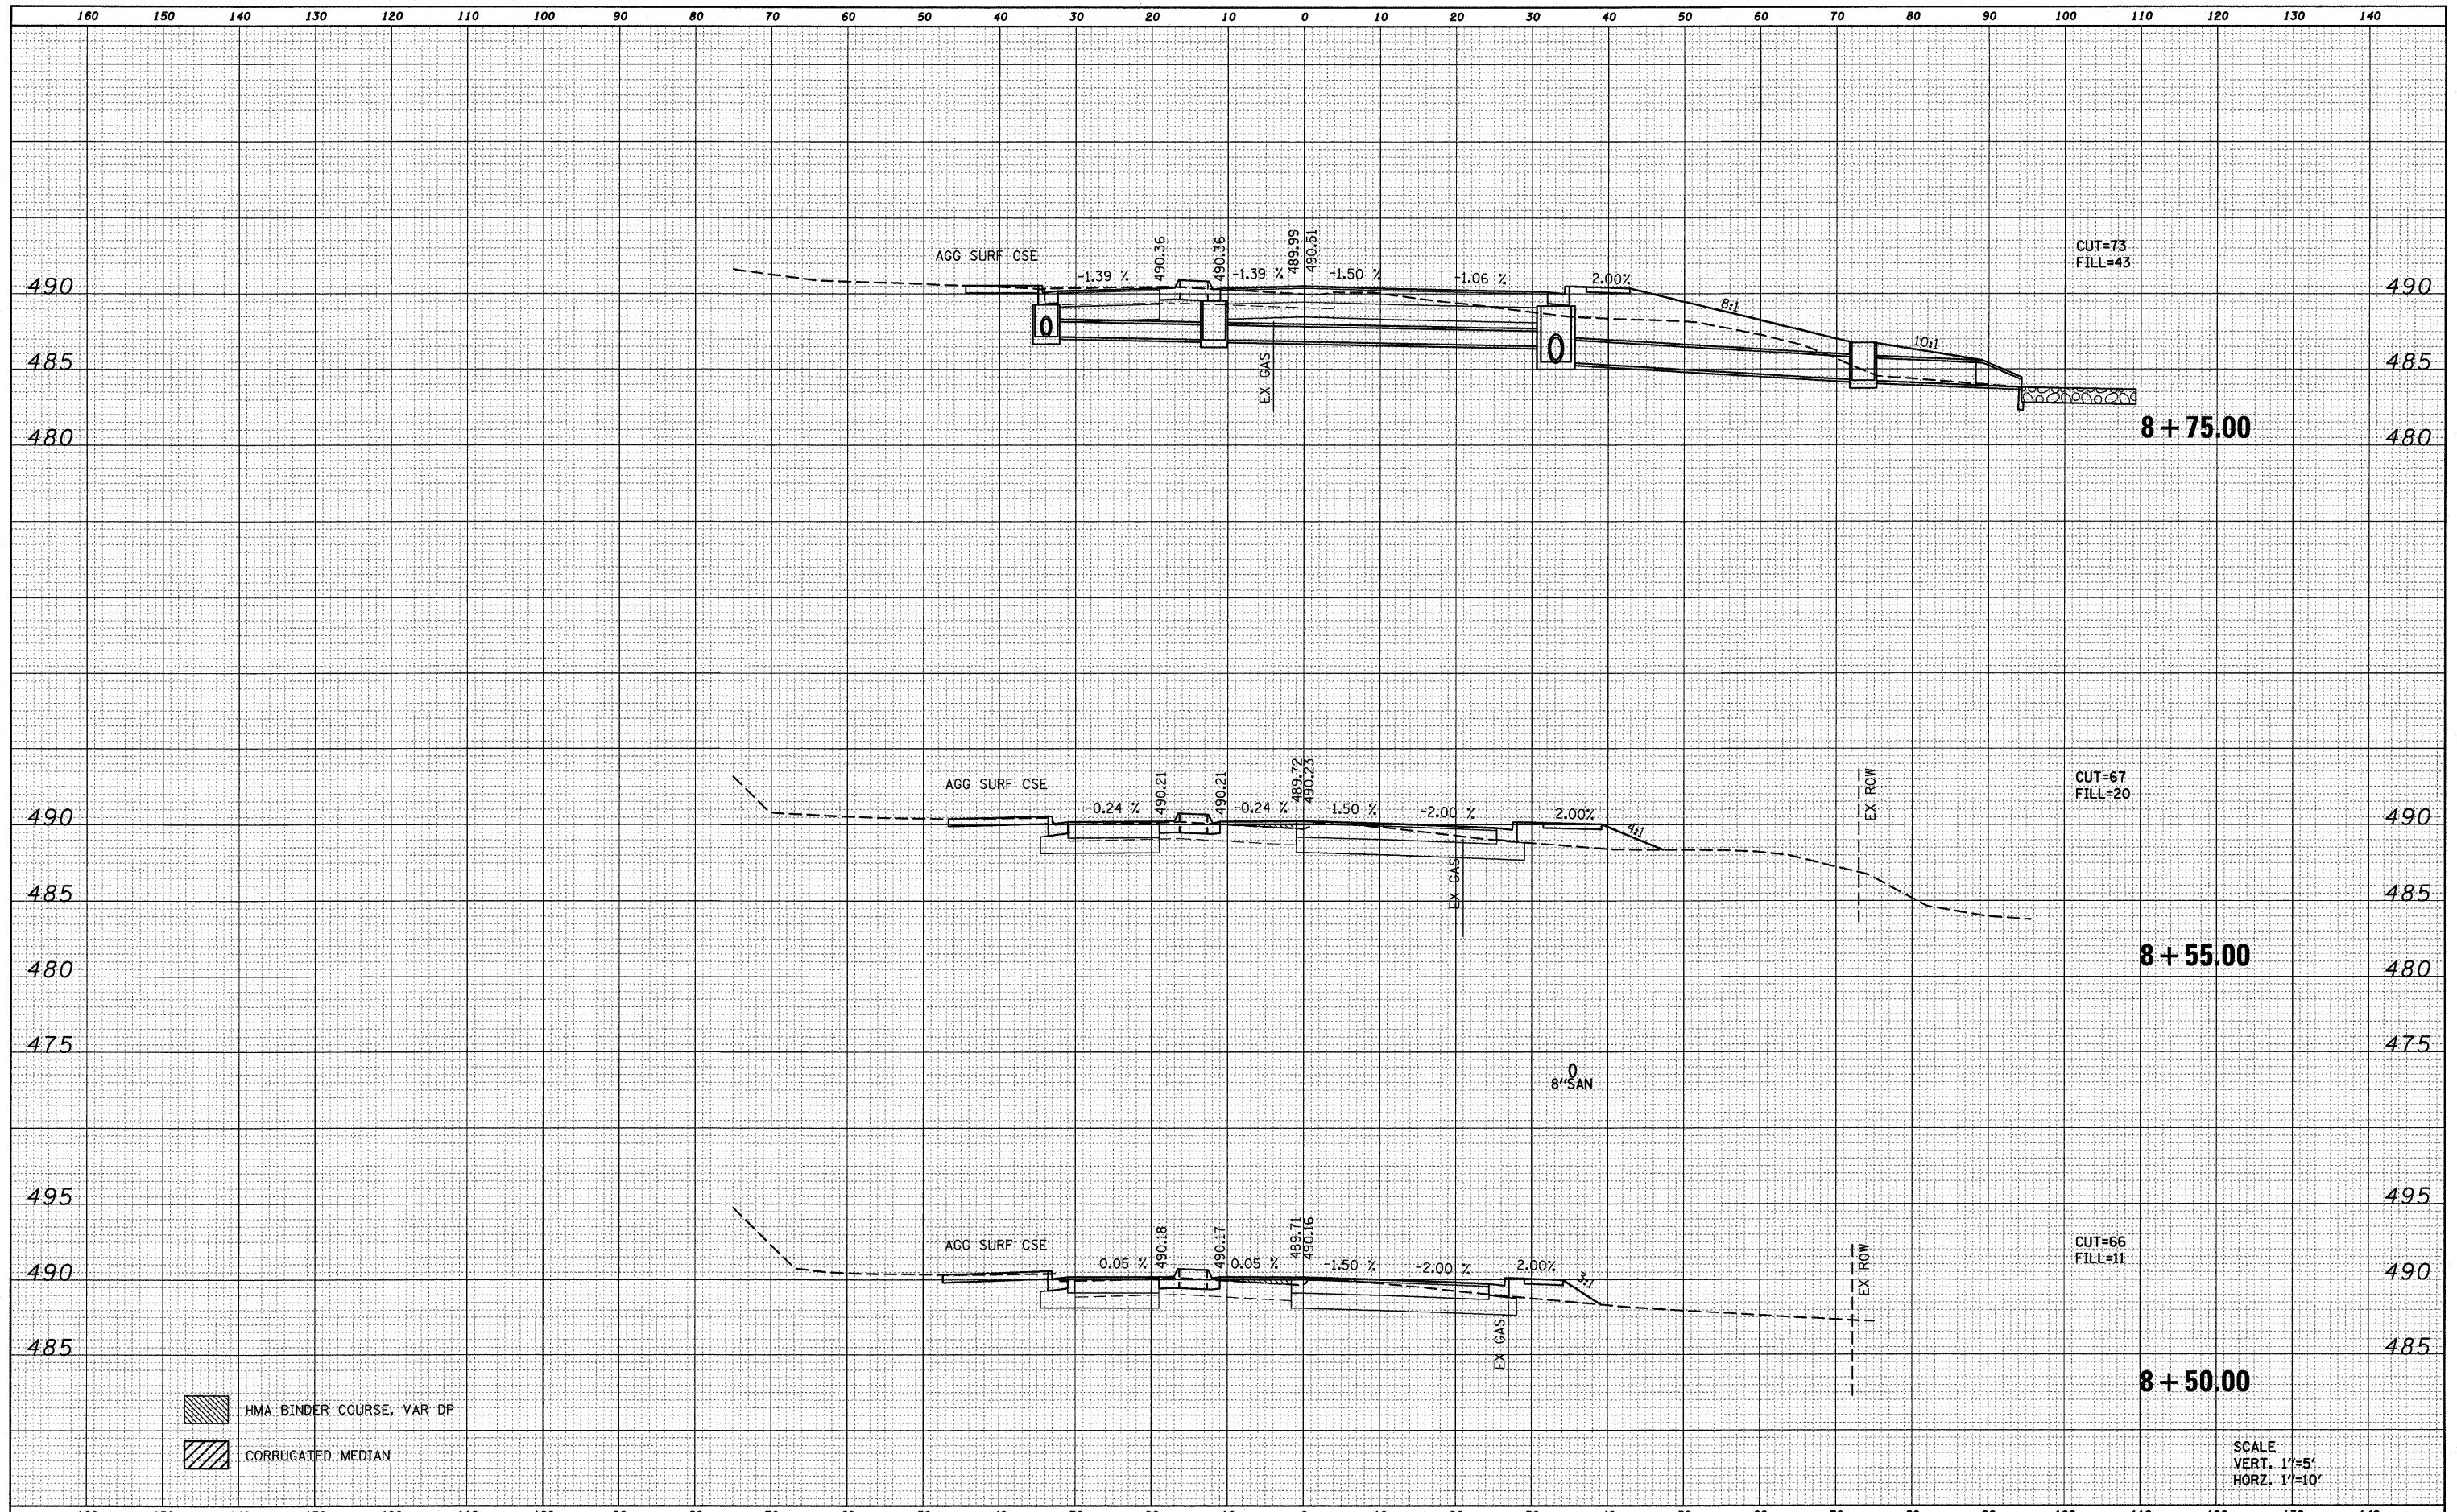 160 150 140 130 120 110 100 90 80 70 60 50 40 30 20 10 0 10 20 30 40 50 60 70 80 90 100 110 120 130 140
AGG SURF CSE
-1.39 %
490.36
490.36
-1.39 %
489.99
490.51
-1.50 %
-1.06 %
2.00%
8:1
10:1
CUT=73
FILL=43
490
490
485
485
EX GAS
480
480
8+75.00
AGG SURF CSE
-0.24 %
490.21
490.21
-0.24 %
489.72
490.23
-1.50 %
-2.00 %
2.00%
4:1
EX ROW
CUT=67
FILL=20
490
490
485
485
EX GAS
480
480
8+55.00
475
475
8"SAN
495
495
AGG SURF CSE
0.05 %
490.18
490.17
0.05 %
489.71
490.16
-1.50 %
-2.00 %
2.00%
3:1
EX ROW
CUT=66
FILL=11
490
490
485
485
EX GAS
8+50.00
HMA BINDER COURSE, VAR DP
CORRUGATED MEDIAN
SCALE
VERT. 1"=5'
HORZ. 1"=10'